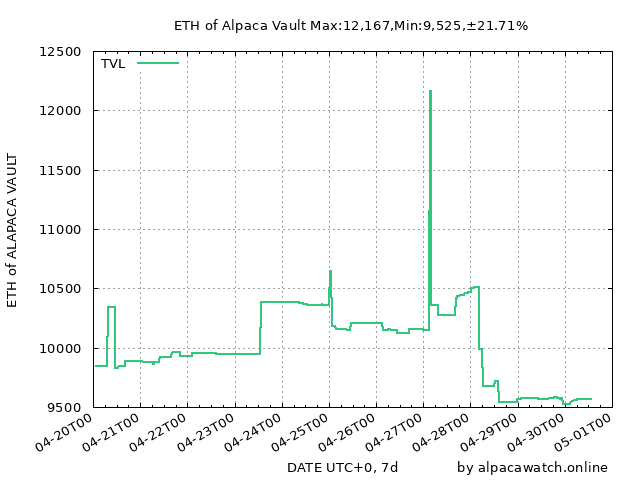 ETH of Alpaca Vault Max:12,167,Min:9,525,±21.71%
TVL
12500
12000
11500
11000
10500
10000
9500
ETH of ALAPACA VAULT
04-20T00
04-21T00
04-22T00
04-23T00
04-24T00
04-25T00
04-26T00
04-27T00
04-28T00
04-29T00
04-30T00
05-01T00
DATE UTC+0, 7d
by alpacawatch.online